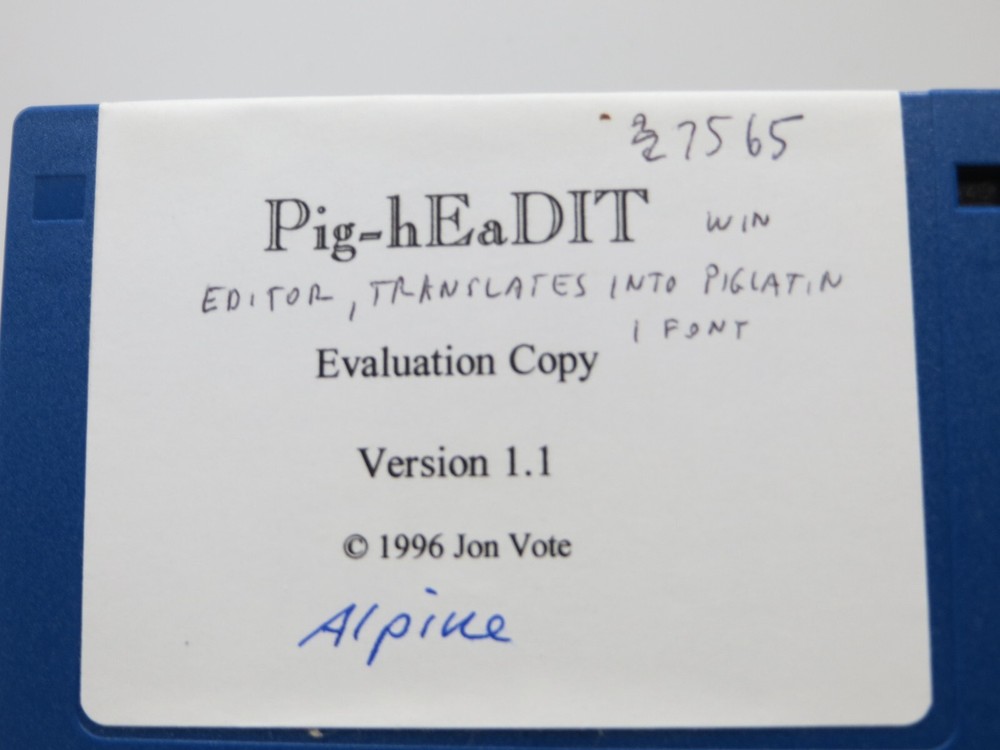 27565
Pig-hEaDIT WIN
EDITOR, TRANSLATES INTO PIGLATIN
1 FONT
Evaluation Copy
Version 1.1
© 1996 Jon Vote
Alpine